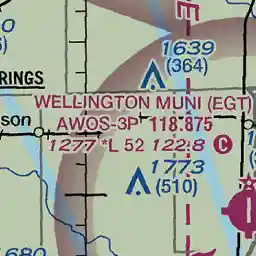 1639
(364)
RINGS
WELLINGTON MUNI (EGT)
son
AWOS-3P 118.875
1277 *L 52 122.8 C
1773
(510)
680